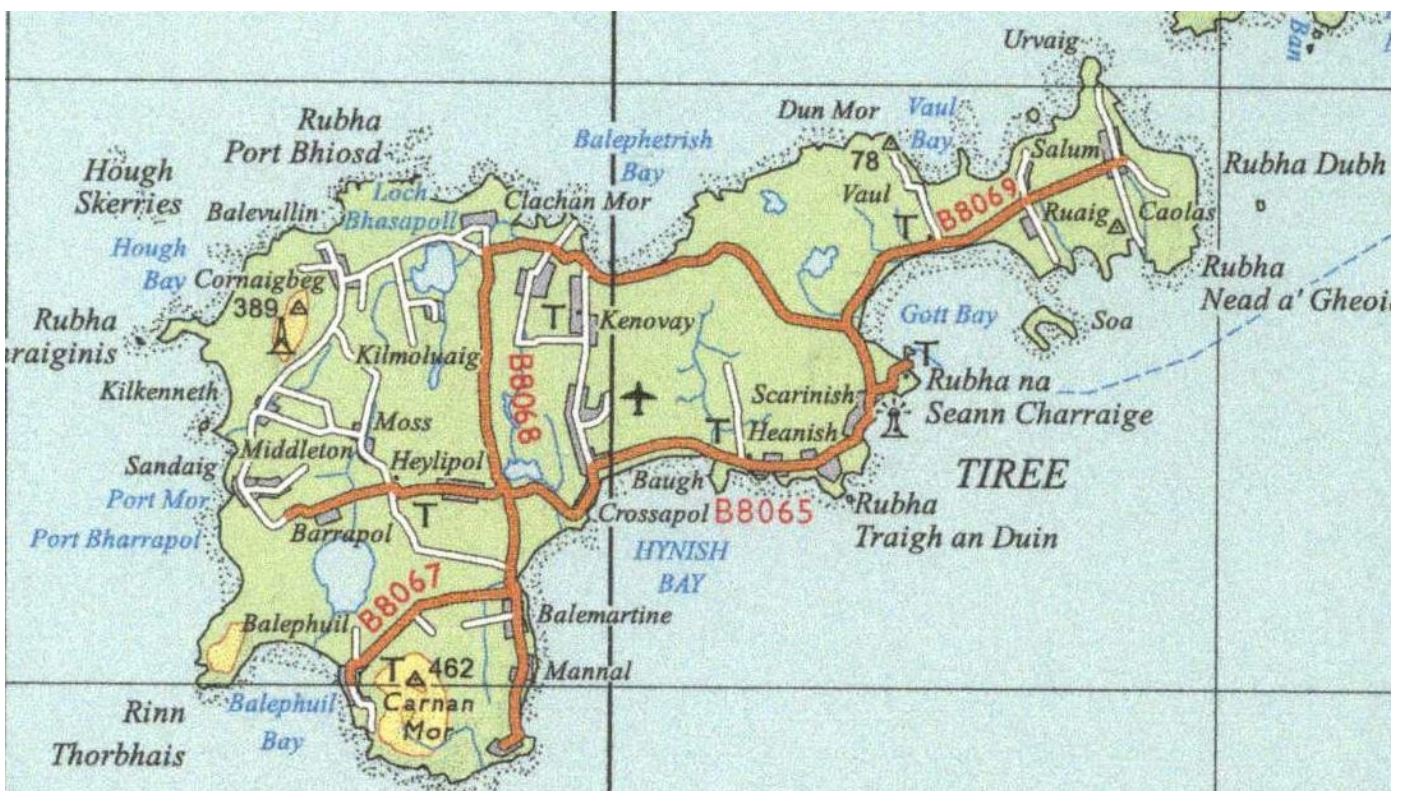 Urvaig
Ban
Dun Mor
Vaul
Bay
Rubha
Port Bhiosd
Balephetrish
Bay
78
Salum
Rubha Dubh
Hough
Skerries
Loch
Bhasapoll
Clachan Mor
Vaul
B8069
Ruaig
Caolas
Balevullin
Hough
Bay
Cornaigbeg
389
T
Rubha
Nead a' Gheoi
Rubha
raiginis
T
Kenovay
Gott Bay
Soa
Kilmoluaig
B8068
T
Kilkenneth
Scarinish
Rubha na
Seann Charraige
Moss
T
Heanish
Middleton
Sandaig
Heylipol
TIREE
Port Mor
Baugh
Rubha
Traigh an Duin
Port Bharrapol
Barrapol
T
Crossapol
B8065
HYNISH
BAY
B8067
Balephuil
Balemartine
T
462
Mannal
Carnan
Mor
Rinn
Thorbhais
Balephuil
Bay